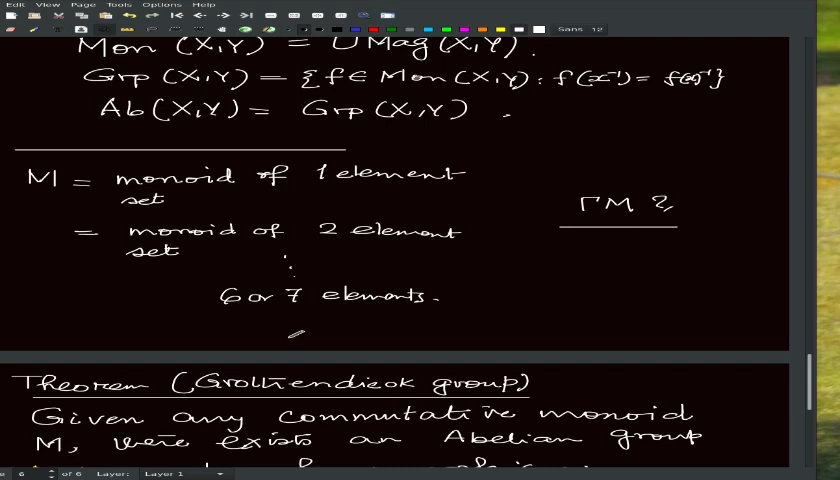 Edit View Journal Page Tools Options Help
Sans 12
Mon (X,Y) = UMag(X,Y).
Grp (X,Y) = {f ∈ Mon(X,Y) : f(x⁻¹) = f(x)⁻¹}
Ab(X,Y) = Grp(X,Y).
M = monoid of 1 element
set
= monoid of 2 element
set
ΓM ?
6 or 7 elements.
Theorem (Grothendieck group)
Given any commutative monoid
M, there exists an Abelian group
6 of 6 Layer: Layer 1